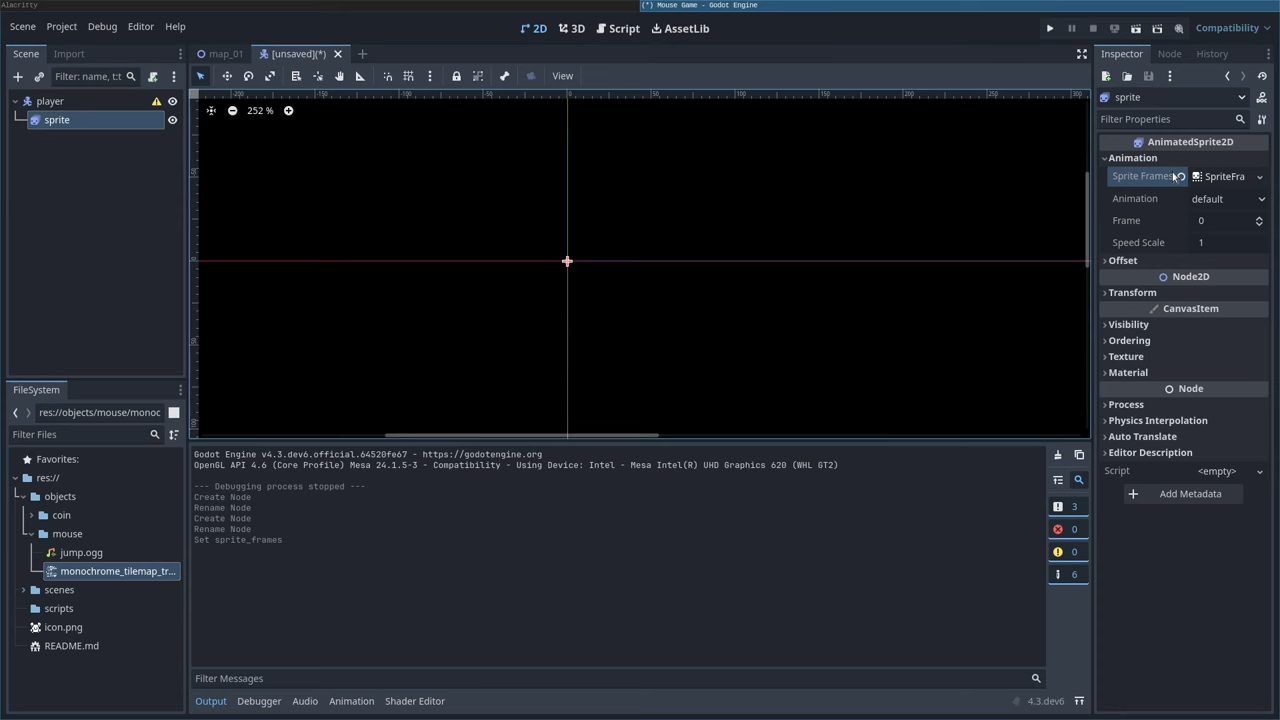 Alacritty
(*) Mouse Game - Godot Engine
Scene Project Debug Editor Help
2D 3D Script AssetLib
Compatibility
Scene Import
map_01 [unsaved](*)
Inspector Node History
Filter: name, t:t
View
player
sprite
252 %
sprite
Filter Properties
AnimatedSprite2D
Animation
Sprite Frames SpriteFra
Animation default
Frame 0
Speed Scale 1
Offset
Node2D
Transform
CanvasItem
Visibility
Ordering
Texture
Material
Node
Process
Physics Interpolation
Auto Translate
Editor Description
Script <empty>
Add Metadata
FileSystem
res://objects/mouse/monoc
Filter Files
Favorites:
res://
objects
coin
mouse
jump.ogg
monochrome_tilemap_tr...
scenes
scripts
icon.png
README.md
Godot Engine v4.3.dev6.official.64520fe67 - https://godotengine.org
OpenGL API 4.6 (Core Profile) Mesa 24.1.5-3 - Compatibility - Using Device: Intel - Mesa Intel(R) UHD Graphics 620 (WHL GT2)
--- Debugging process stopped ---
Create Node
Rename Node
Create Node
Rename Node
Set sprite_frames
3
0
0
6
Filter Messages
Output Debugger Audio Animation Shader Editor
4.3.dev6